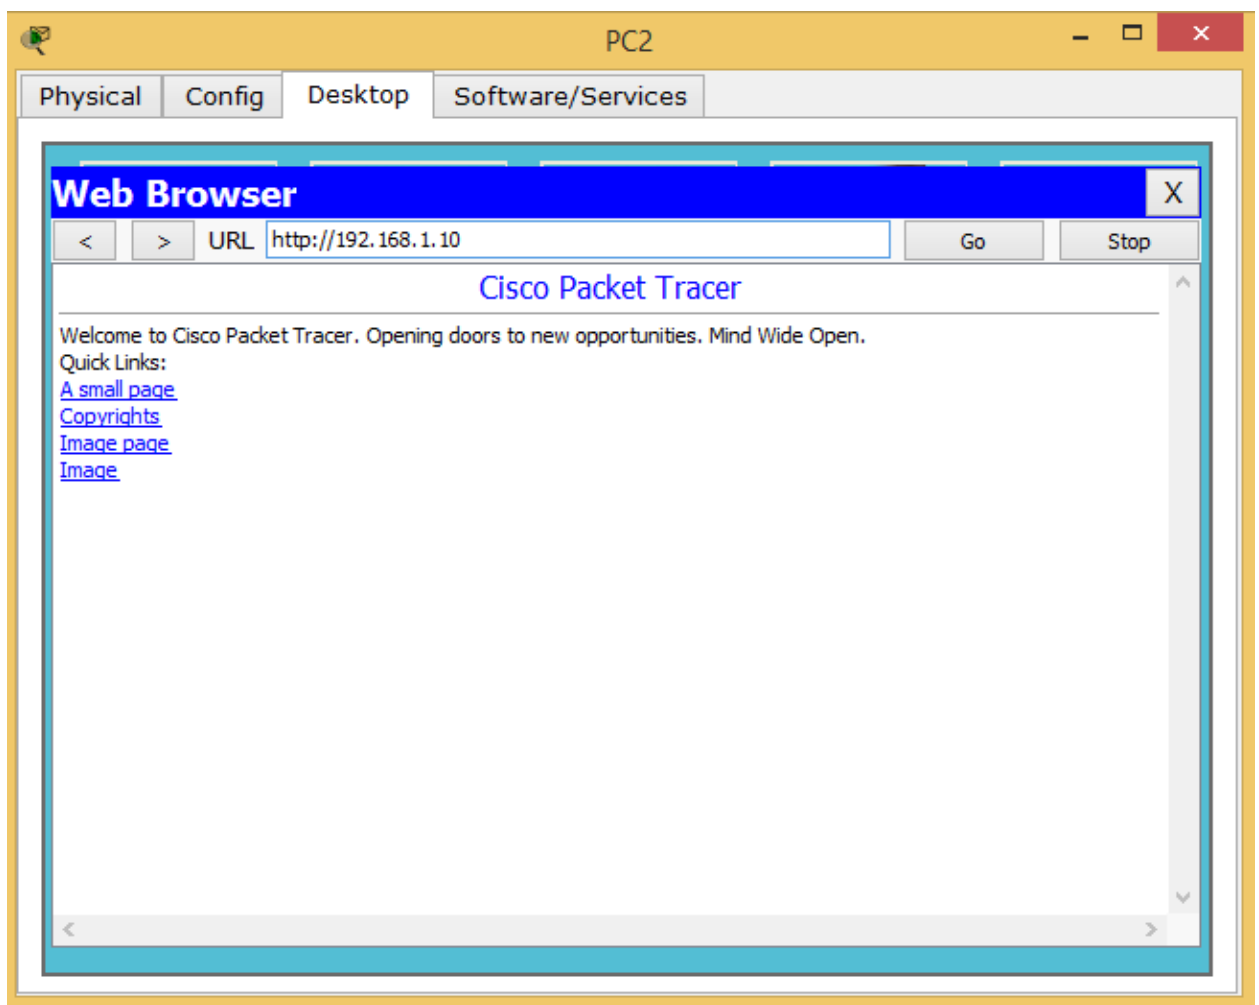 PC2
Physical Config Desktop Software/Services
Web Browser X
< > URL http://192.168.1.10 Go Stop
Cisco Packet Tracer
Welcome to Cisco Packet Tracer. Opening doors to new opportunities. Mind Wide Open.
Quick Links:
A small page
Copyrights
Image page
Image